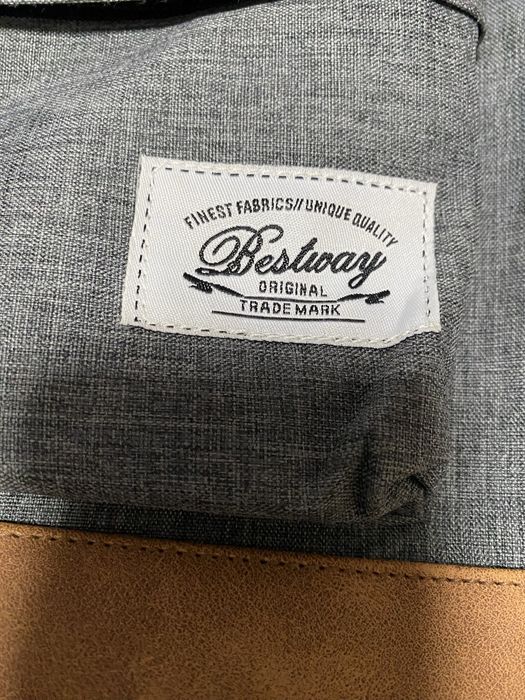 FINEST FABRICS//UNIQUE QUALITY
Bestway
ORIGINAL
TRADE MARK